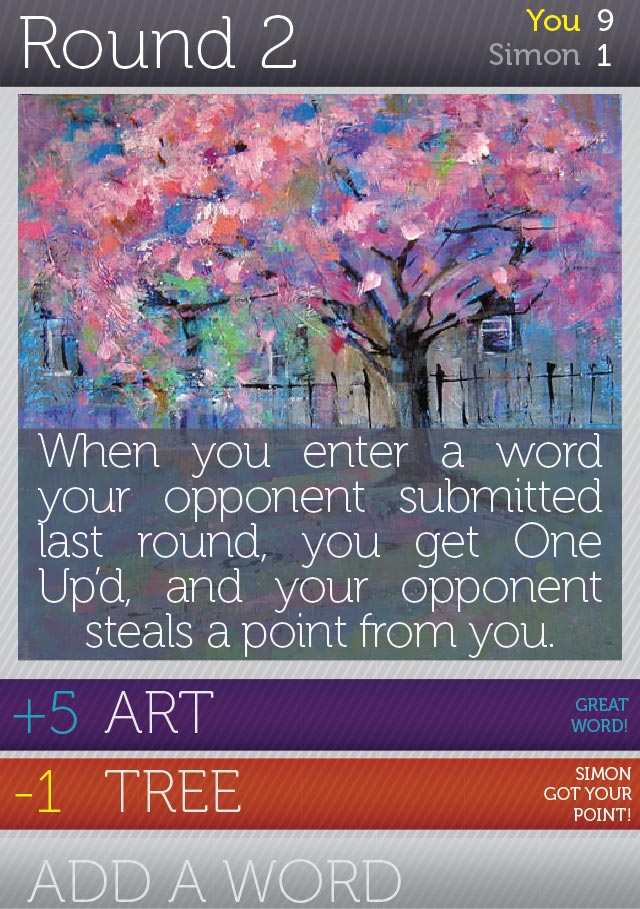 Round 2
You 9
Simon 1
When you enter a word
your opponent submitted
last round, you get One
Up'd, and your opponent
steals a point from you.
+5 ART
GREAT
WORD!
-1 TREE
SIMON
GOT YOUR
POINT!
ADD A WORD